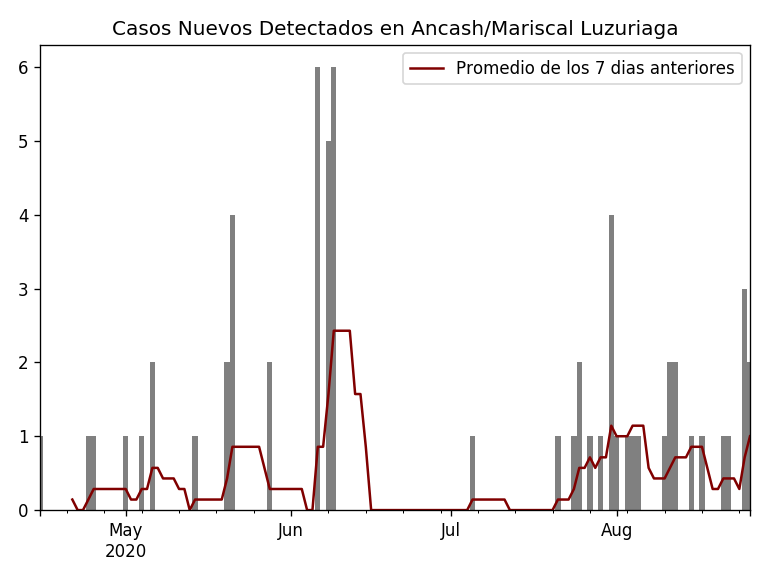 Casos Nuevos Detectados en Ancash/Mariscal Luzuriaga
Promedio de los 7 dias anteriores
6
5
4
3
2
1
0
May
2020
Jun
Jul
Aug